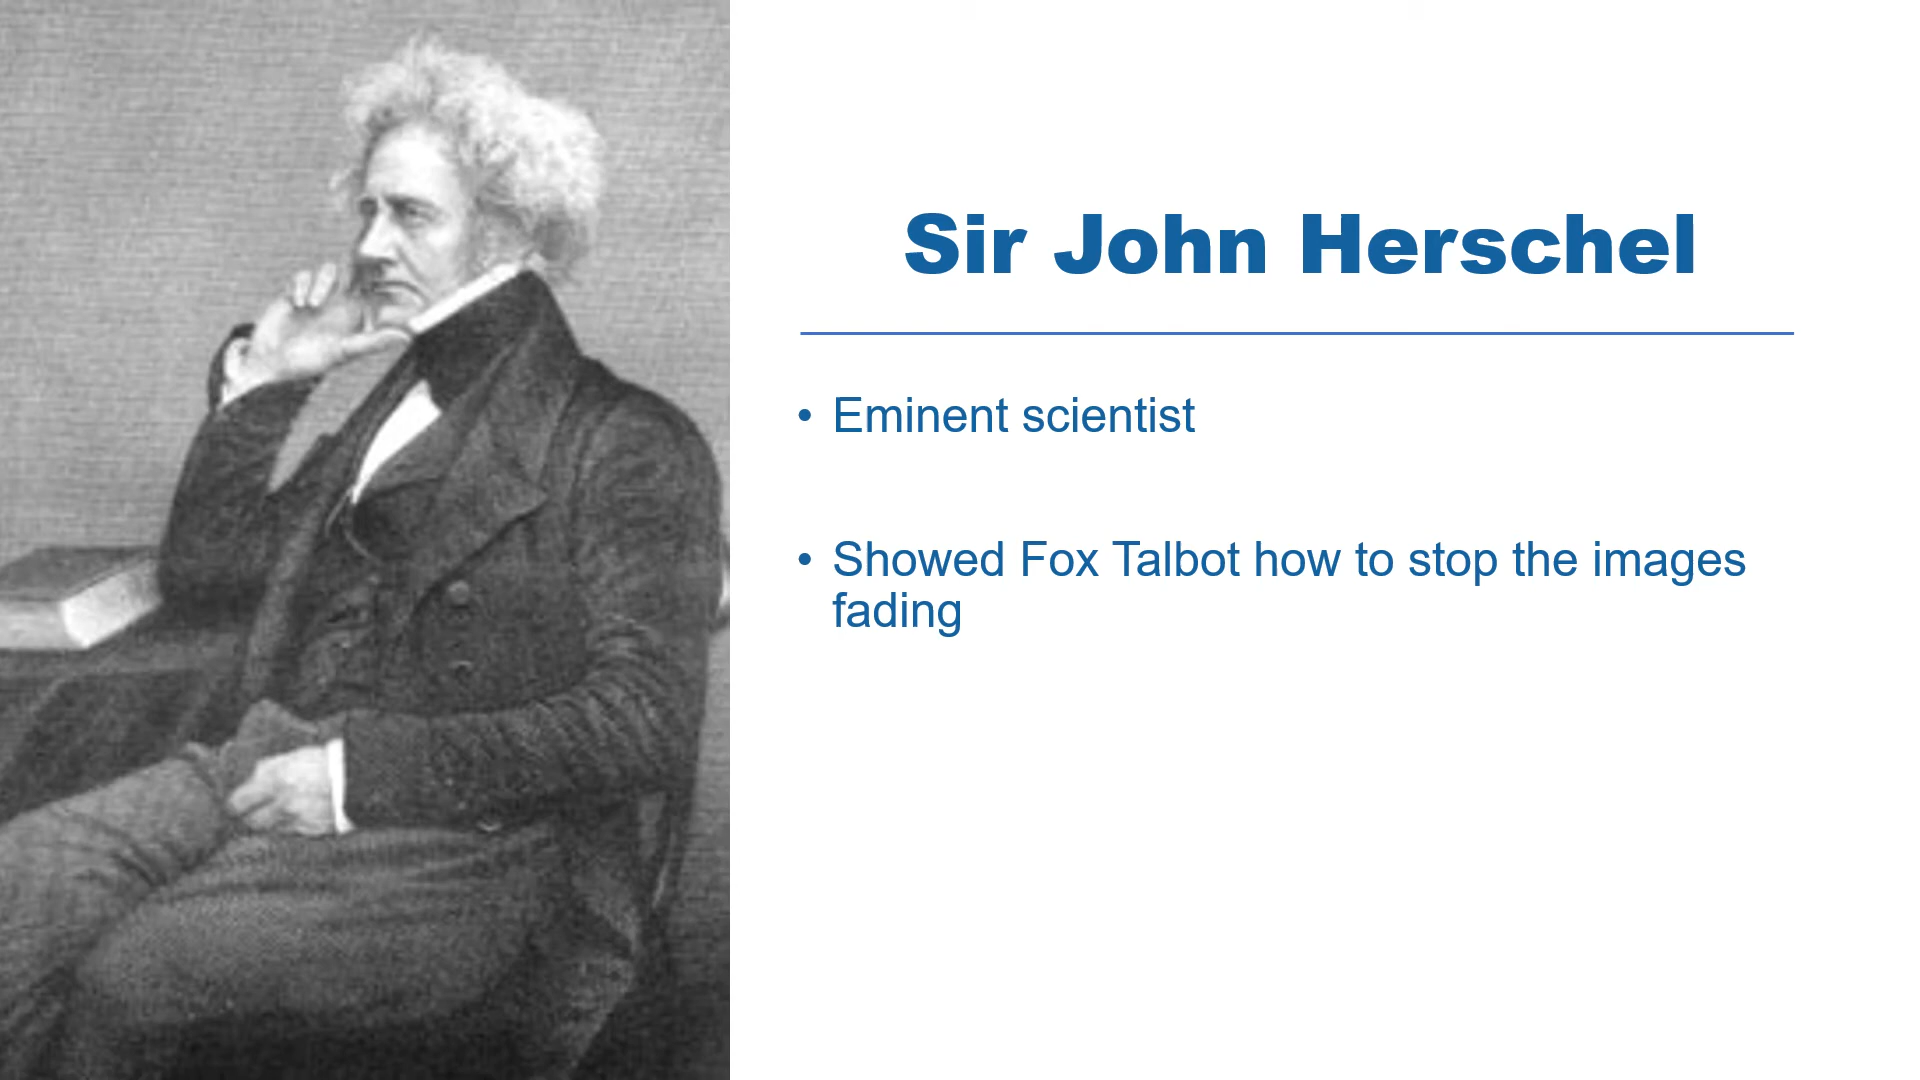 Sir John Herschel
• Eminent scientist
• Showed Fox Talbot how to stop the images
fading